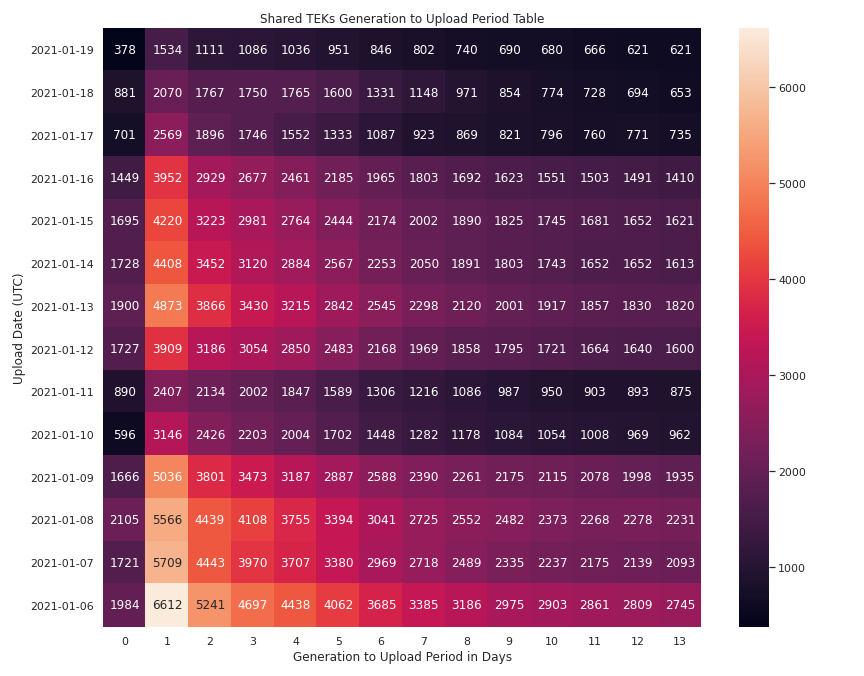 Shared TEKs Generation to Upload Period Table
2021-01-19 378 1534 1111 1086 1036 951 846 802 740 690 680 666 621 621
2021-01-18 881 2070 1767 1750 1765 1600 1331 1148 971 854 774 728 694 653
2021-01-17 701 2569 1896 1746 1552 1333 1087 923 869 821 796 760 771 735
2021-01-16 1449 3952 2929 2677 2461 2185 1965 1803 1692 1623 1551 1503 1491 1410
2021-01-15 1695 4220 3223 2981 2764 2444 2174 2002 1890 1825 1745 1681 1652 1621
2021-01-14 1728 4408 3452 3120 2884 2567 2253 2050 1891 1803 1743 1652 1652 1613
2021-01-13 1900 4873 3866 3430 3215 2842 2545 2298 2120 2001 1917 1857 1830 1820
2021-01-12 1727 3909 3186 3054 2850 2483 2168 1969 1858 1795 1721 1664 1640 1600
2021-01-11 890 2407 2134 2002 1847 1589 1306 1216 1086 987 950 903 893 875
2021-01-10 596 3146 2426 2203 2004 1702 1448 1282 1178 1084 1054 1008 969 962
2021-01-09 1666 5036 3801 3473 3187 2887 2588 2390 2261 2175 2115 2078 1998 1935
2021-01-08 2105 5566 4439 4108 3755 3394 3041 2725 2552 2482 2373 2268 2278 2231
2021-01-07 1721 5709 4443 3970 3707 3380 2969 2718 2489 2335 2237 2175 2139 2093
2021-01-06 1984 6612 5241 4697 4438 4062 3685 3385 3186 2975 2903 2861 2809 2745
0 1 2 3 4 5 6 7 8 9 10 11 12 13
Generation to Upload Period in Days
Upload Date (UTC)
6000
5000
4000
3000
2000
1000